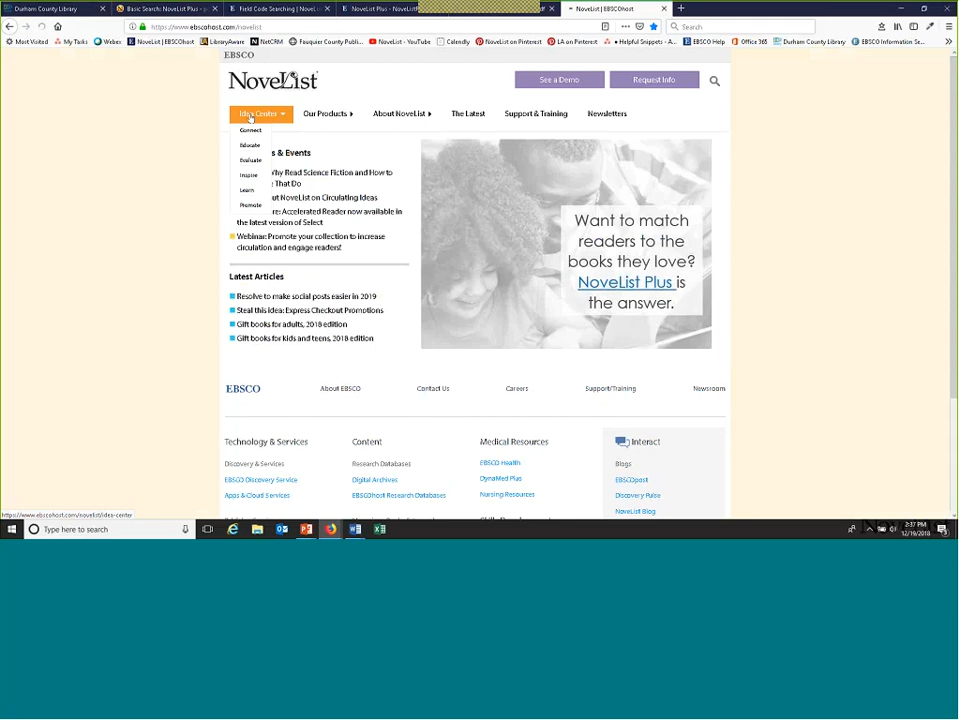 Durham County Library
Basic Search: NoveList Plus - p
Field Code Searching | NoveL
NoveList Plus - NoveList
NoveList | EBSCOhost
https://www.ebscohost.com/novelist
Search
Most Visited
My Tasks
Webex
NoveList | EBSCOhost
LibraryAware
NetCRM
Fauquier County Publi...
NoveList - YouTube
Calendly
NoveList on Pinterest
LA on Pinterest
+ Helpful Snippets - A...
EBSCO Help
Office 365
Durham County Library
EBSCO Information Se...
EBSCO
NoveList
See a Demo
Request Info
Idea Center
Our Products
About NoveList
The Latest
Support & Training
Newsletters
Connect
Educate
Evaluate
Inspire
Learn
Promote
s & Events
Why Read Science Fiction and How to
That Do
ut NoveList on Circulating Ideas
re: Accelerated Reader now available in
the latest version of Select
Webinar: Promote your collection to increase
circulation and engage readers!
Want to match
readers to the
books they love?
NoveList Plus is
the answer.
Latest Articles
Resolve to make social posts easier in 2019
Steal this idea: Express Checkout Promotions
Gift books for adults, 2018 edition
Gift books for kids and teens, 2018 edition
EBSCO
About EBSCO
Contact Us
Careers
Support/Training
Newsroom
Technology & Services
Content
Medical Resources
Interact
Discovery & Services
Research Databases
EBSCO Health
Blogs
EBSCO Discovery Service
Digital Archives
DynaMed Plus
EBSCOpost
Apps & Cloud Services
EBSCOhost Research Databases
Nursing Resources
Discovery Pulse
NoveList Blog
https://www.ebscohost.com/novelist/idea-center
Type here to search
2:37 PM
12/19/2018